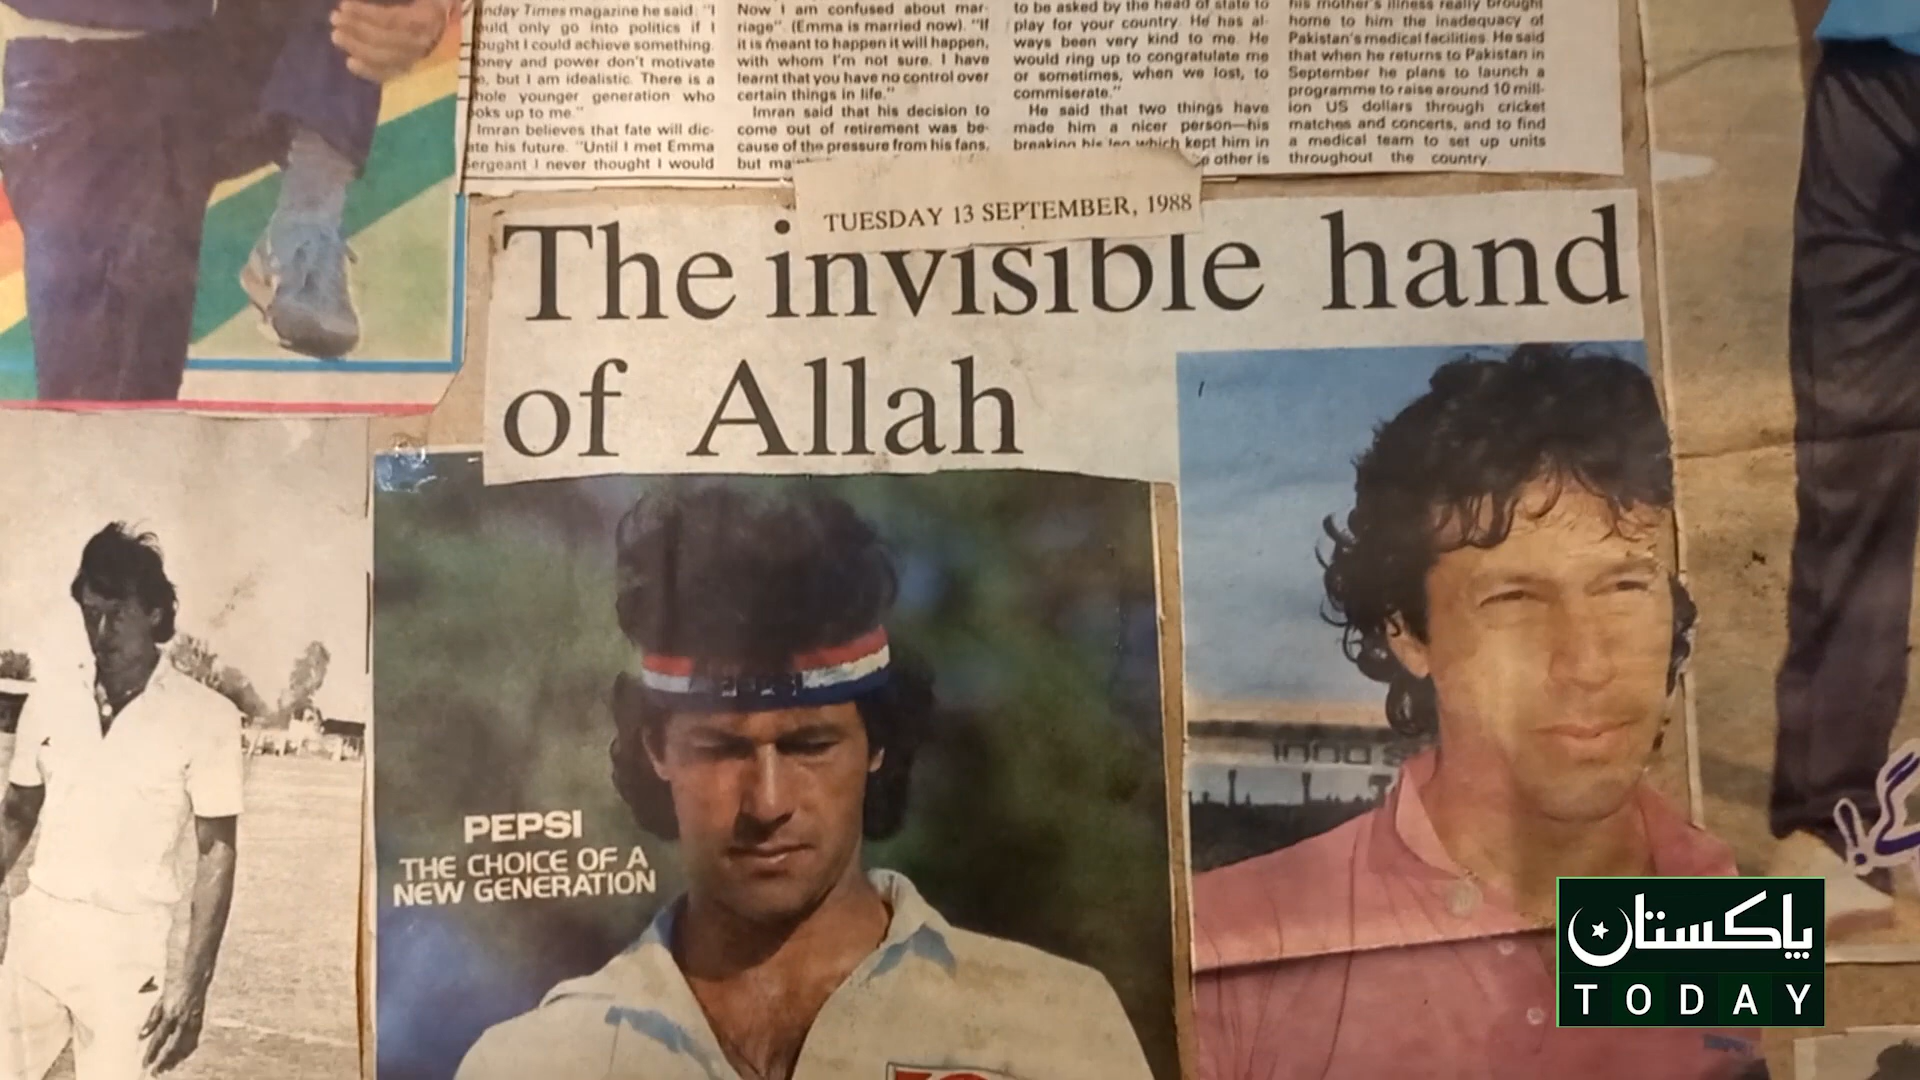 Sunday Times magazine he said: "I
only go into politics if I
thought I could achieve something.
Money and power don't motivate
me, but I am idealistic. There is a
whole younger generation who
looks up to me."
Imran believes that fate will dic-
tate his future. "Until I met Emma
Sergeant I never thought I would
Now I am confused about mar-
riage". (Emma is married now). "If
it is meant to happen it will happen,
with whom I'm not sure. I have
learnt that you have no control over
certain things in life."
Imran said that his decision to
come out of retirement was be-
cause of the pressure from his fans,
but
to be asked by the head of state to
play for your country. He has al-
ways been very kind to me. He
would ring up to congratulate me
or sometimes, when we lost, to
commiserate."
He said that two things have
made him a nicer person—his
breaking his leg which kept him in
other is
his mother's illness really brought
home to him the inadequacy of
Pakistan's medical facilities. He said
that when he returns to Pakistan in
September he plans to launch a
programme to raise around 10 mill-
ion US dollars through cricket
matches and concerts, and to find
a medical team to set up units
throughout the country.
TUESDAY 13 SEPTEMBER, 1988
The invisible hand
of Allah
PEPSI
THE CHOICE OF A
NEW GENERATION
پاکستان
TODAY